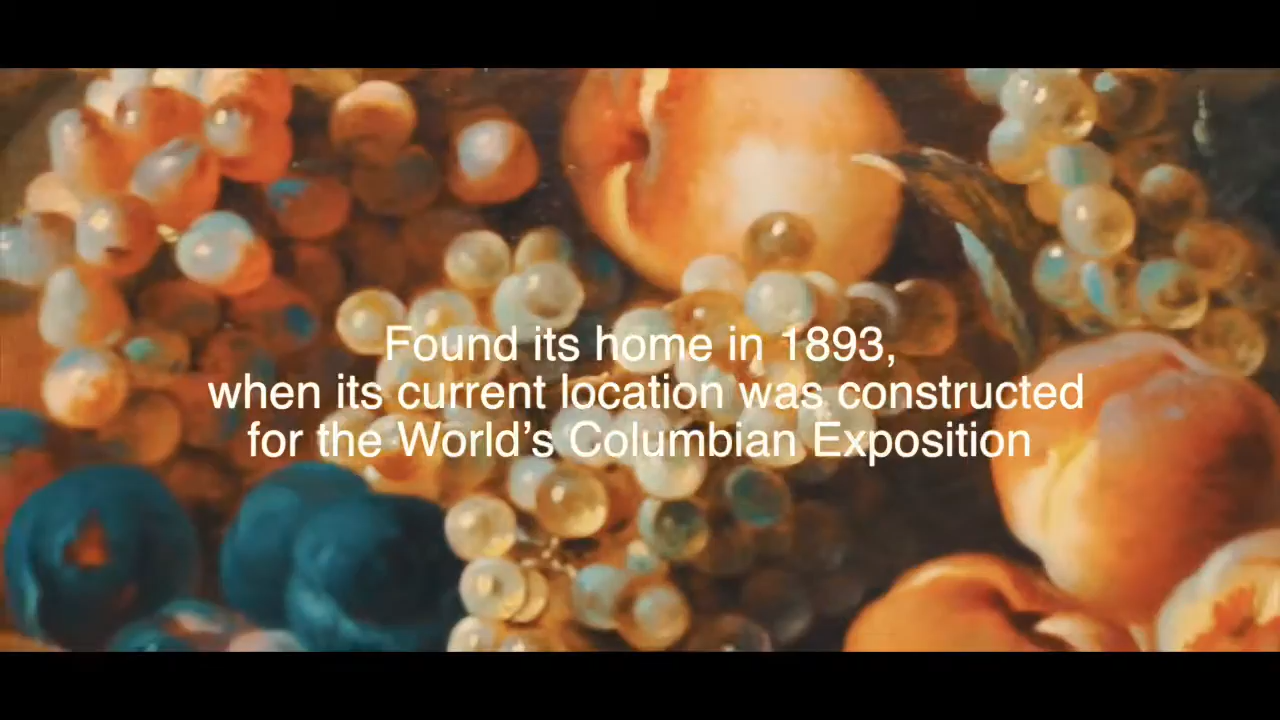 Found its home in 1893,
when its current location was constructed
for the World’s Columbian Exposition